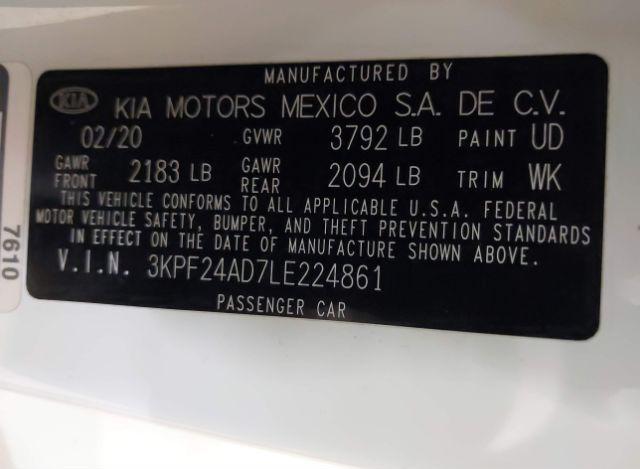 MANUFACTURED BY
KIA KIA MOTORS MEXICO S.A. DE C.V.
02/20 GVWR 3792 LB PAINT UD
GAWR FRONT 2183 LB GAWR REAR 2094 LB TRIM WK
THIS VEHICLE CONFORMS TO ALL APPLICABLE U.S.A. FEDERAL
MOTOR VEHICLE SAFETY, BUMPER, AND THEFT PREVENTION STANDARDS
IN EFFECT ON THE DATE OF MANUFACTURE SHOWN ABOVE.
V.I.N. 3KPF24AD7LE224861
PASSENGER CAR
7610